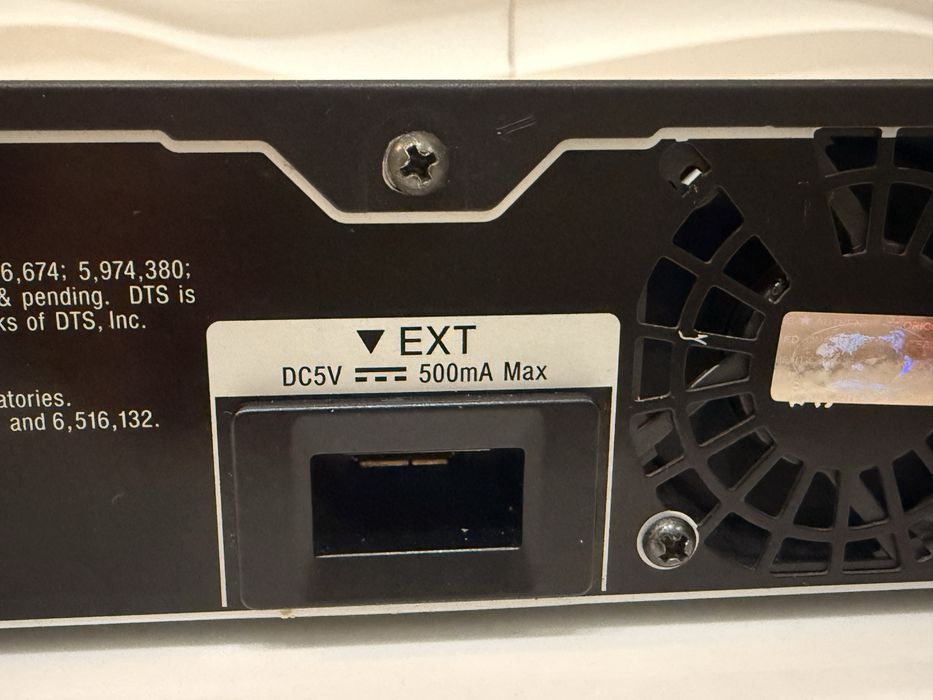 6,674; 5,974,380;
& pending. DTS is
ks of DTS, Inc.
atories.
and 6,516,132.
▼ EXT
DC5V ⎓ 500mA Max